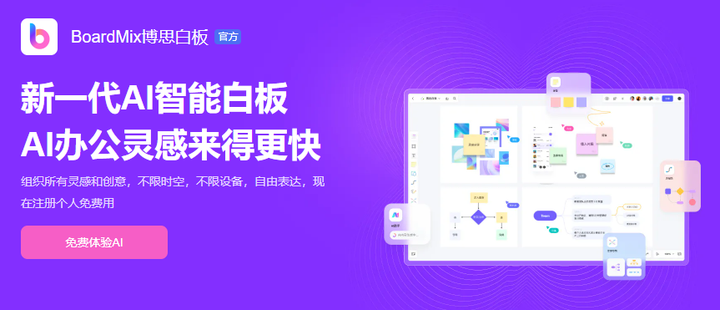 BoardMix博思白板 官方
新一代AI智能白板
AI办公灵感来得更快
组织所有灵感和创意，不限时空，不限设备，自由表达，现
在注册个人免费用
免费体验AI